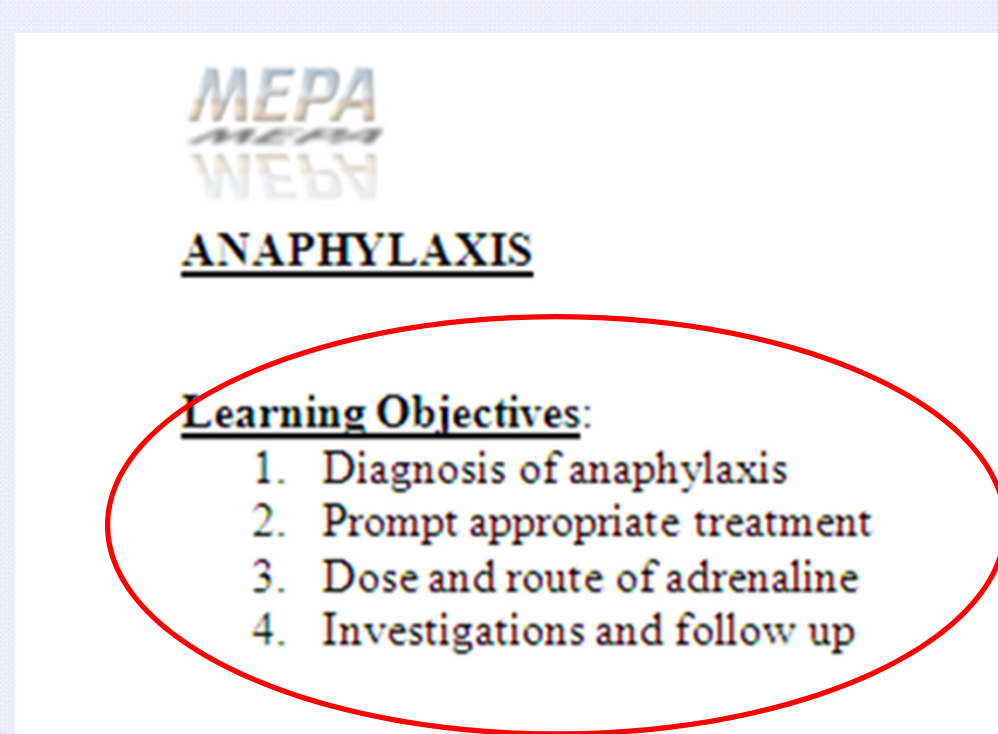 MEPA
ANAPHYLAXIS
Learning Objectives:
1. Diagnosis of anaphylaxis
2. Prompt appropriate treatment
3. Dose and route of adrenaline
4. Investigations and follow up